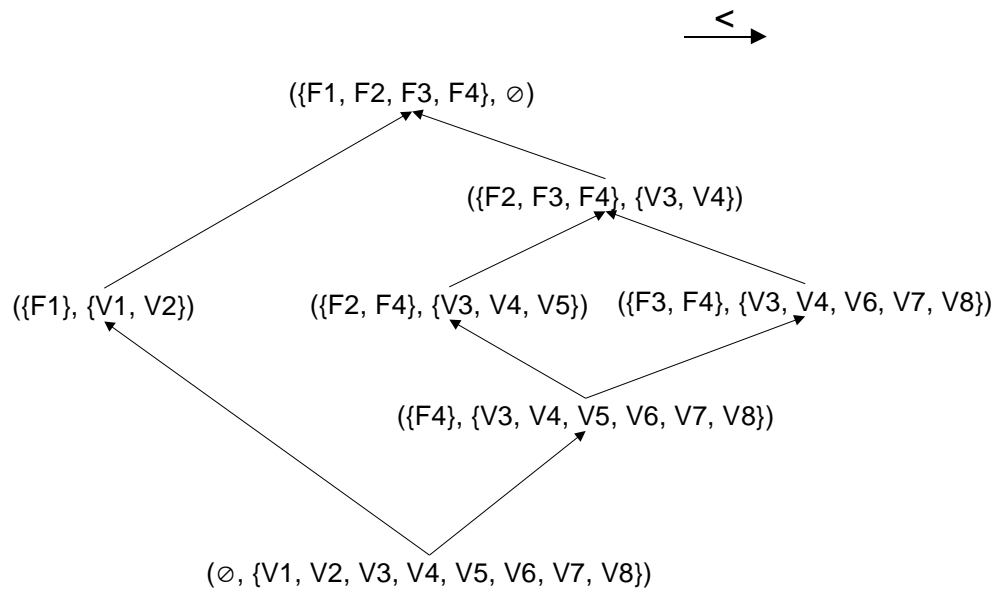 <
({F1, F2, F3, F4}, ∅)
({F2, F3, F4}, {V3, V4})
({F1}, {V1, V2})
({F2, F4}, {V3, V4, V5})
({F3, F4}, {V3, V4, V6, V7, V8})
({F4}, {V3, V4, V5, V6, V7, V8})
(∅, {V1, V2, V3, V4, V5, V6, V7, V8})